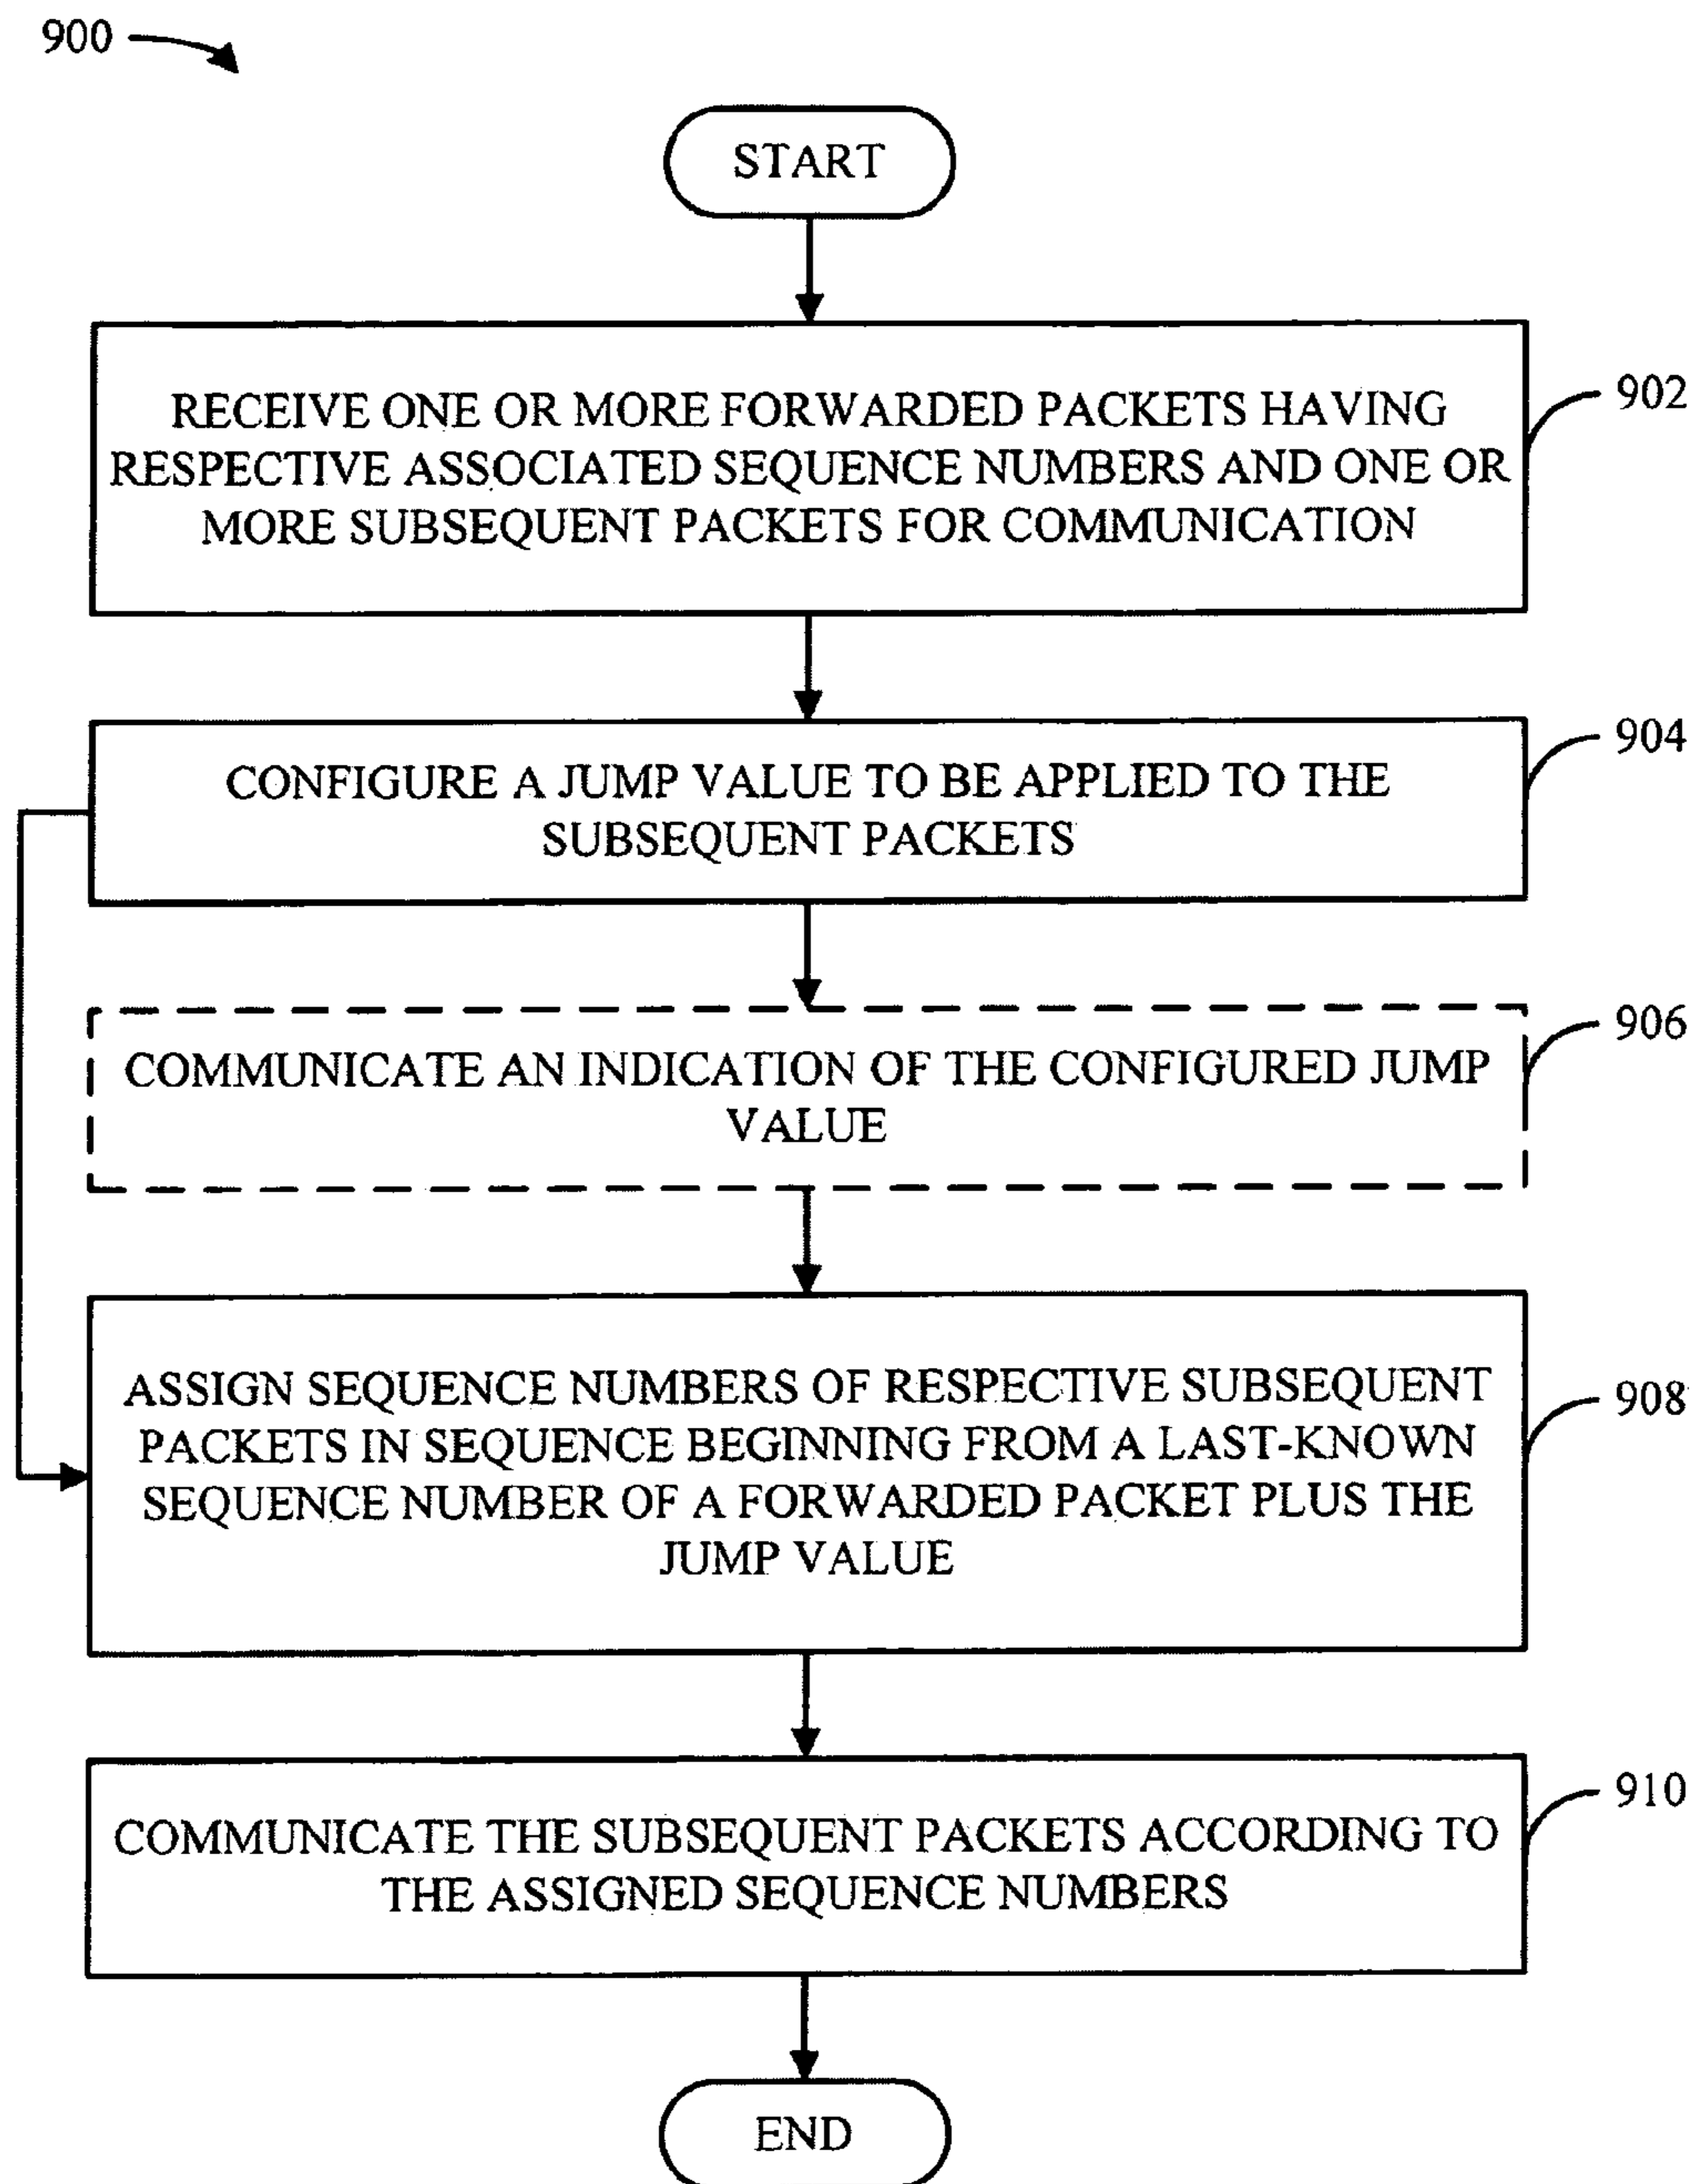 900
START
RECEIVE ONE OR MORE FORWARDED PACKETS HAVING
RESPECTIVE ASSOCIATED SEQUENCE NUMBERS AND ONE OR
MORE SUBSEQUENT PACKETS FOR COMMUNICATION
902
CONFIGURE A JUMP VALUE TO BE APPLIED TO THE
SUBSEQUENT PACKETS
904
COMMUNICATE AN INDICATION OF THE CONFIGURED JUMP
VALUE
906
ASSIGN SEQUENCE NUMBERS OF RESPECTIVE SUBSEQUENT
PACKETS IN SEQUENCE BEGINNING FROM A LAST-KNOWN
SEQUENCE NUMBER OF A FORWARDED PACKET PLUS THE
JUMP VALUE
908
COMMUNICATE THE SUBSEQUENT PACKETS ACCORDING TO
THE ASSIGNED SEQUENCE NUMBERS
910
END